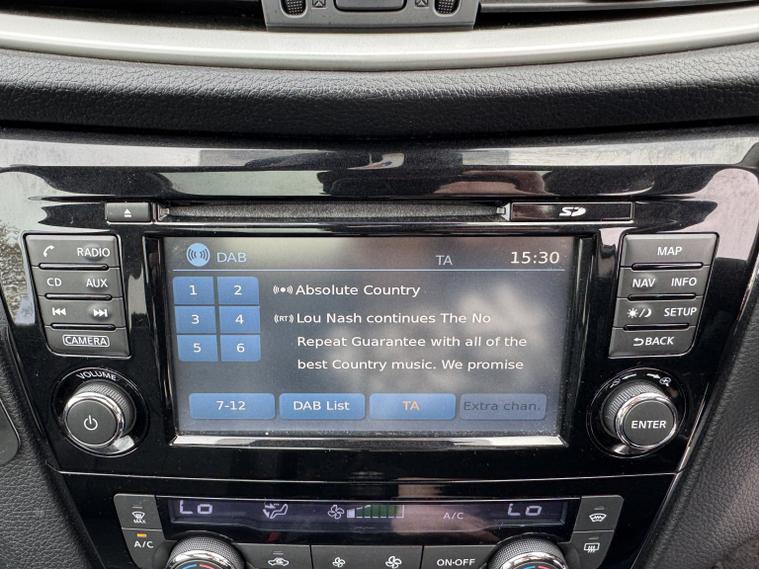 SD
RADIO
CD AUX
CAMERA
VOLUME
DAB TA 15:30
1 2
3 4
5 6
Absolute Country
(RT) Lou Nash continues The No
Repeat Guarantee with all of the
best Country music. We promise
7-12 DAB List TA Extra chan.
MAP
NAV INFO
SETUP
BACK
ENTER
Lo A/C Lo
MAX
A/C
ON·OFF